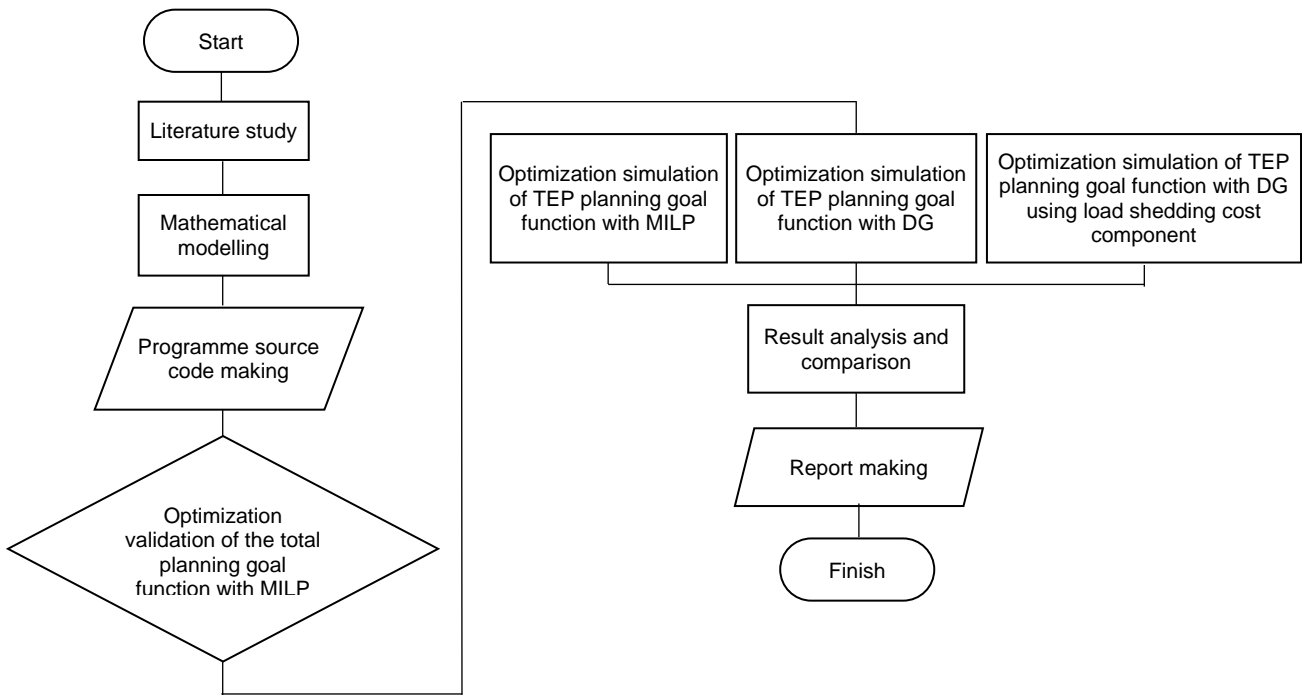 Start
Literature study
Mathematical
modelling
Programme source
code making
Optimization
validation of the total
planning goal
function with MILP
Optimization simulation
of TEP planning goal
function with MILP
Optimization simulation
of TEP planning goal
function with DG
Optimization simulation of TEP
planning goal function with DG
using load shedding cost
component
Result analysis and
comparison
Report making
Finish